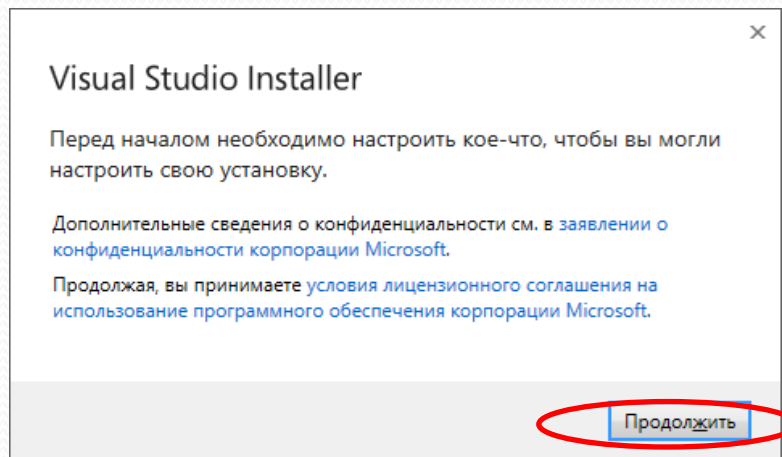 Visual Studio Installer
Перед началом необходимо настроить кое-что, чтобы вы могли
настроить свою установку.
Дополнительные сведения о конфиденциальности см. в заявлении о
конфиденциальности корпорации Microsoft.
Продолжая, вы принимаете условия лицензионного соглашения на
использование программного обеспечения корпорации Microsoft.
Продолжить